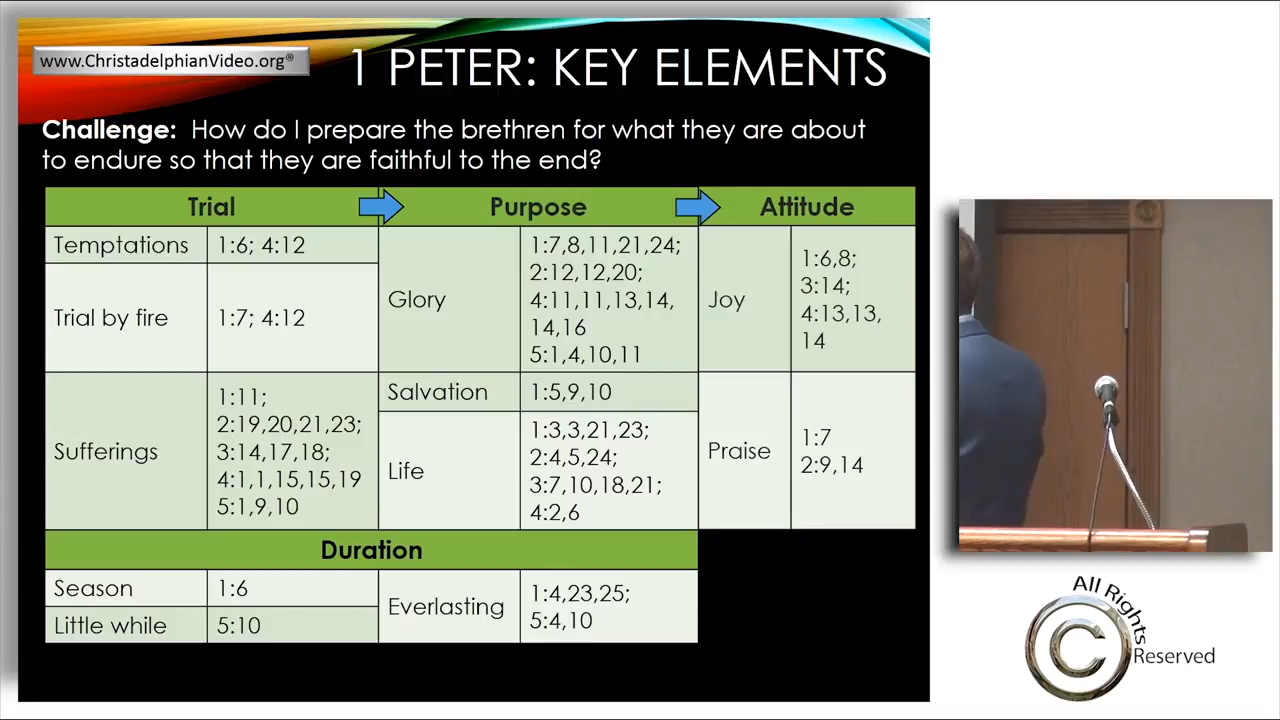 www.ChristadelphianVideo.org®
1 PETER: KEY ELEMENTS
Challenge: How do I prepare the brethren for what they are about
to endure so that they are faithful to the end?
Trial
Purpose
Attitude
Temptations
1:6; 4:12
Trial by fire
1:7; 4:12
Sufferings
1:11;
2:19,20,21,23;
3:14,17,18;
4:1,1,15,15,19
5:1,9,10
Glory
1:7,8,11,21,24;
2:12,12,20;
4:11,11,13,14,
14,16
5:1,4,10,11
Salvation
1:5,9,10
Life
1:3,3,21,23;
2:4,5,24;
3:7,10,18,21;
4:2,6
Joy
1:6,8;
3:14;
4:13,13,
14
Praise
1:7
2:9,14
Duration
Season
1:6
Little while
5:10
Everlasting
1:4,23,25;
5:4,10
All Rights
C
Reserved